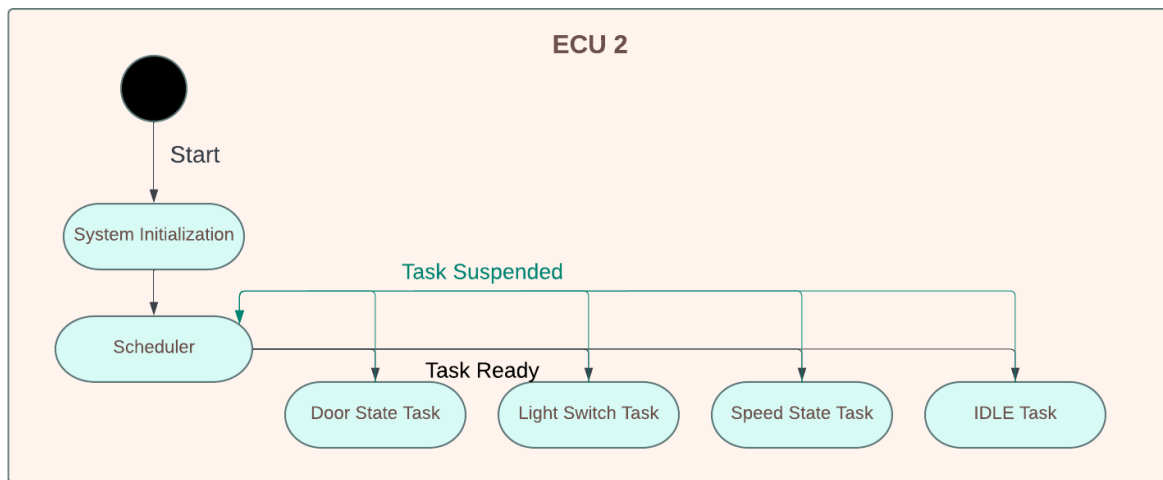 ECU 2
Start
System Initialization
Task Suspended
Scheduler
Task Ready
Door State Task
Light Switch Task
Speed State Task
IDLE Task